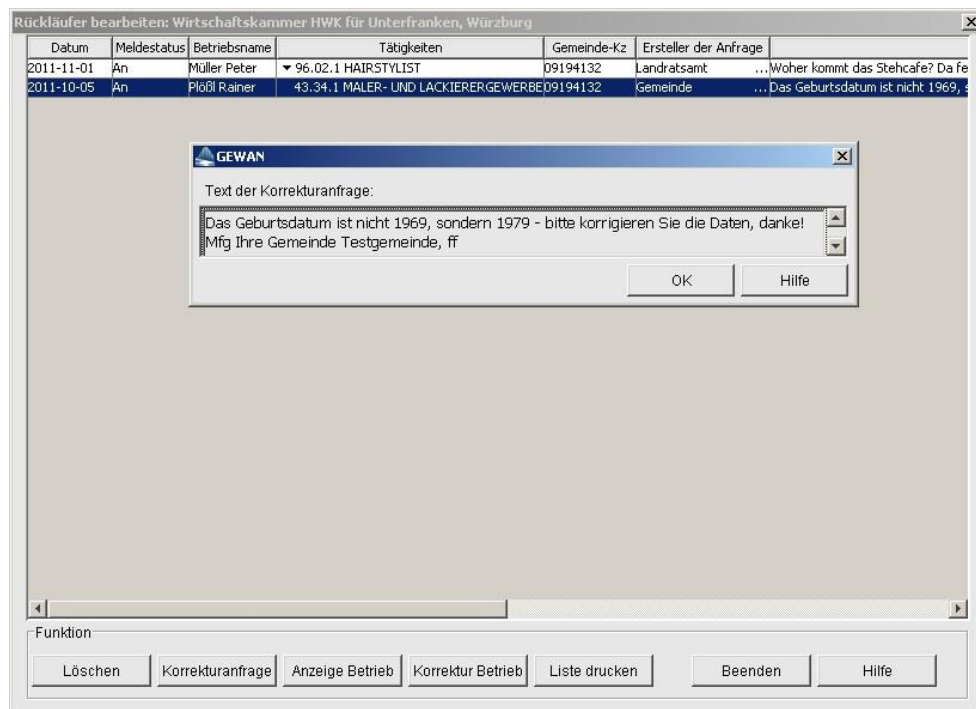 Rückläufer bearbeiten: Wirtschaftskammer HWK für Unterfranken, Würzburg
Datum Meldestatus Betriebsname Tätigkeiten Gemeinde-Kz Ersteller der Anfrage
2011-11-01 An Müller Peter 96.02.1 HAIRSTYLIST 09194132 Landratsamt ... Woher kommt das Stehcafe? Da fe
2011-10-05 An Plößl Rainer 43.34.1 MALER- UND LACKIERERGEWERBE 09194132 Gemeinde ... Das Geburtsdatum ist nicht 1969, s
GEWAN
Text der Korrekturanfrage:
Das Geburtsdatum ist nicht 1969, sondern 1979 - bitte korrigieren Sie die Daten, danke!
Mfg Ihre Gemeinde Testgemeinde, ff
OK Hilfe
Funktion
Löschen Korrekturanfrage Anzeige Betrieb Korrektur Betrieb Liste drucken Beenden Hilfe